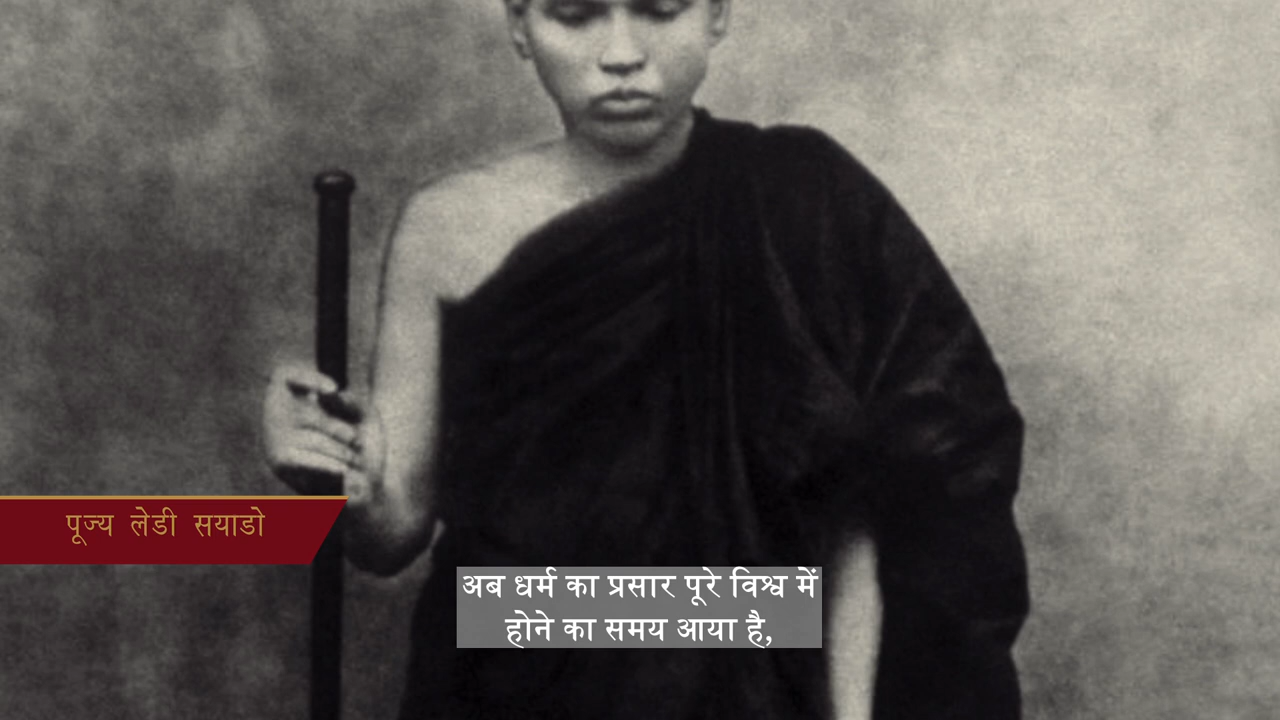 पूज्य लेडी सयाडो
अब धर्म का प्रसार पूरे विश्व में
होने का समय आया है,